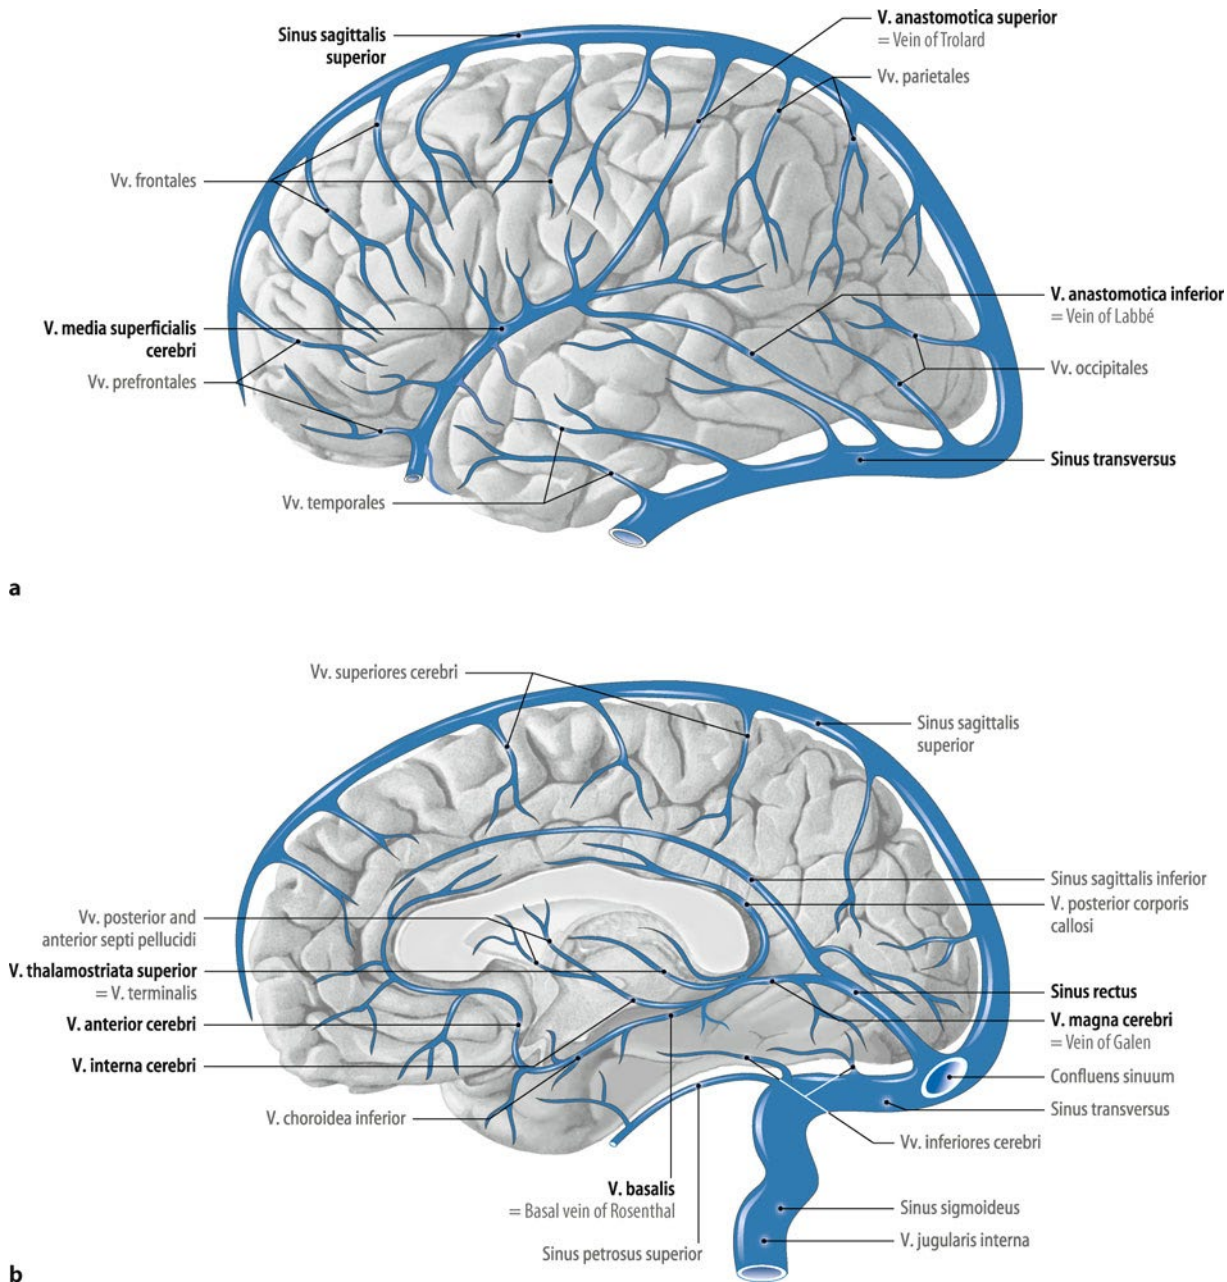 Sinus sagittalis
superior
V. anastomotica superior
= Vein of Trolard
Vv. parietales
Vv. frontales
V. anastomotica inferior
= Vein of Labbé
V. media superficialis
cerebri
Vv. prefrontales
Vv. occipitales
Sinus transversus
Vv. temporales
a
Vv. superiores cerebri
Sinus sagittalis
superior
Sinus sagittalis inferior
V. posterior corporis
callosi
Vv. posterior and
anterior septi pellucidi
V. thalamostriata superior
= V. terminalis
V. anterior cerebri
V. interna cerebri
Sinus rectus
V. magna cerebri
= Vein of Galen
Confluens sinuum
Sinus transversus
V. choroidea inferior
Vv. inferiores cerebri
V. basalis
= Basal vein of Rosenthal
Sinus petrosus superior
Sinus sigmoideus
V. jugularis interna
b